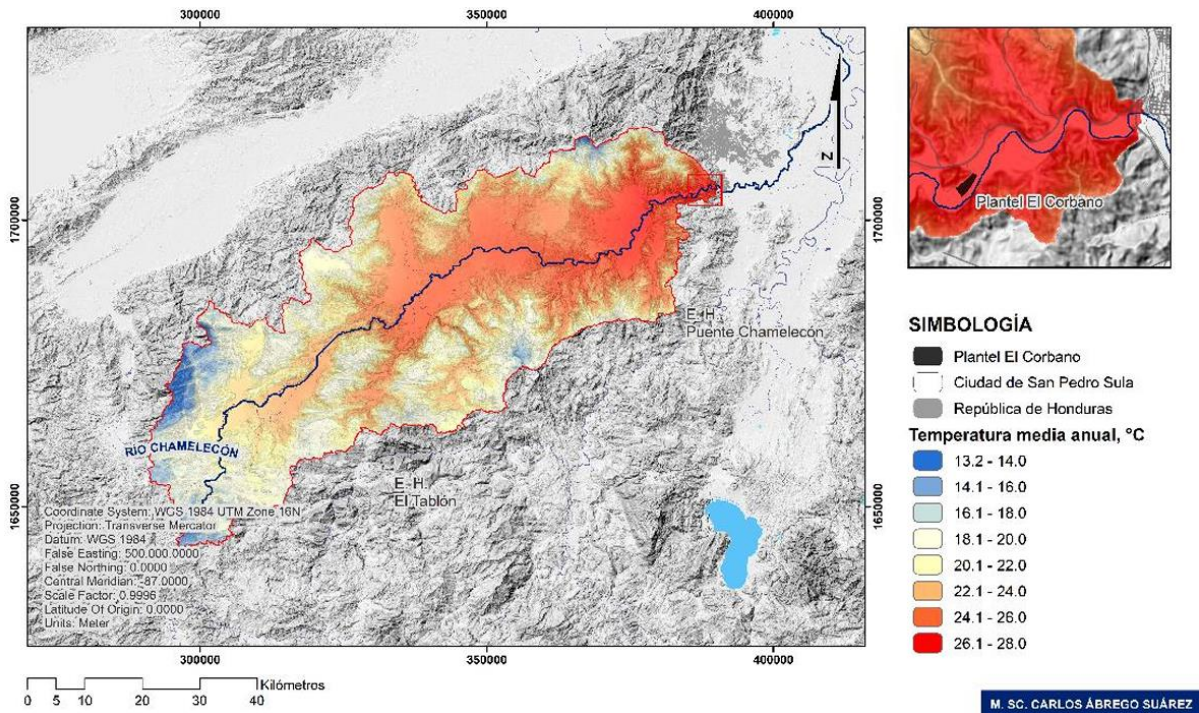 300000
350000
400000
1700000
1700000
N
Plantel El Corbano
E. H.
Puente Chamelecón
RIO CHAMELECÓN
E. H.
El Tablón
1650000
1650000
Coordinate System: WGS 1984 UTM Zone 16N
Projection: Transverse Mercator
Datum: WGS 1984
False Easting: 500.000.0000
False Northing: 0.0000
Central Meridian: -87.0000
Scale Factor: 0.9996
Latitude Of Origin: 0.0000
Units: Meter
300000
350000
400000
Kilómetros
0 5 10 20 30 40
SIMBOLOGÍA
Plantel El Corbano
Ciudad de San Pedro Sula
República de Honduras
Temperatura media anual, °C
13.2 - 14.0
14.1 - 16.0
16.1 - 18.0
18.1 - 20.0
20.1 - 22.0
22.1 - 24.0
24.1 - 26.0
26.1 - 28.0
M. SC. CARLOS ÁBREGO SUÁREZ